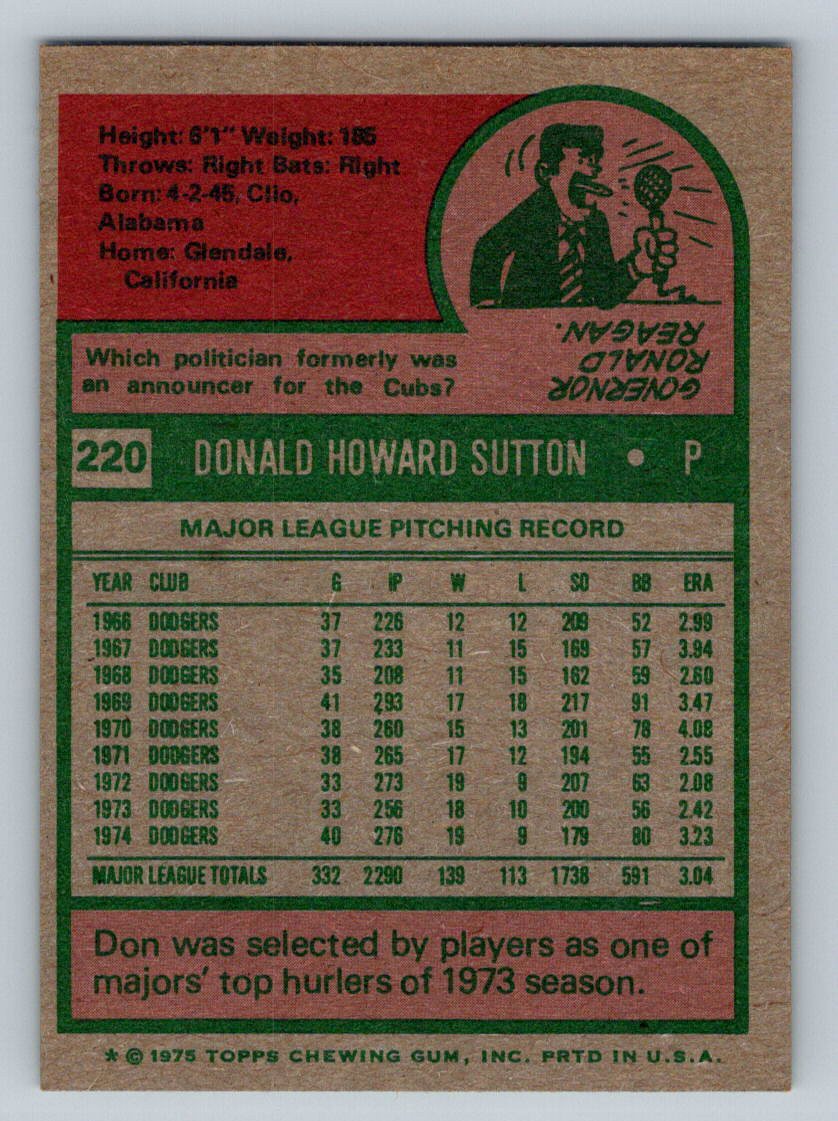 Height: 6'1" Weight: 185
Throws: Right Bats: Right
Born: 4-2-45, Clio,
Alabama
Home: Glendale,
California
Which politician formerly was
an announcer for the Cubs?
GOVERNOR
RONALD
REAGAN.
220 DONALD HOWARD SUTTON • P
MAJOR LEAGUE PITCHING RECORD
YEAR CLUB G IP W L SO BB ERA
1966 DODGERS 37 226 12 12 209 52 2.99
1967 DODGERS 37 233 11 15 169 57 3.94
1968 DODGERS 35 208 11 15 162 59 2.60
1969 DODGERS 41 293 17 18 217 91 3.47
1970 DODGERS 38 260 15 13 201 78 4.08
1971 DODGERS 38 265 17 12 194 55 2.55
1972 DODGERS 33 273 19 9 207 63 2.08
1973 DODGERS 33 256 18 10 200 56 2.42
1974 DODGERS 40 276 19 9 179 80 3.23
MAJOR LEAGUE TOTALS 332 2290 139 113 1738 591 3.04
Don was selected by players as one of
majors' top hurlers of 1973 season.
* © 1975 TOPPS CHEWING GUM, INC. PRTD IN U.S.A.